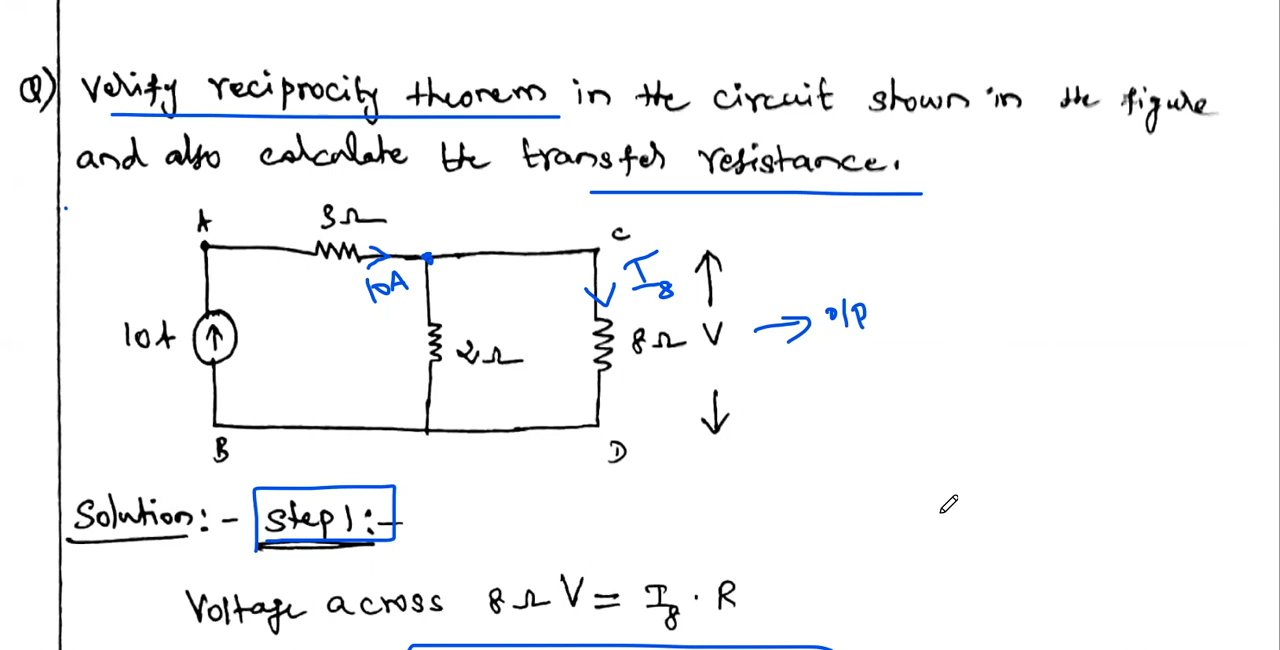 Q) Verify reciprocity theorem in the circuit shown in the figure
and also calculate the transfer resistance.
A
3Ω
C
10A
I8
10A
2Ω
8Ω
V
O/P
B
D
Solution:- Step 1:-
Voltage across 8Ω V = I8 . R